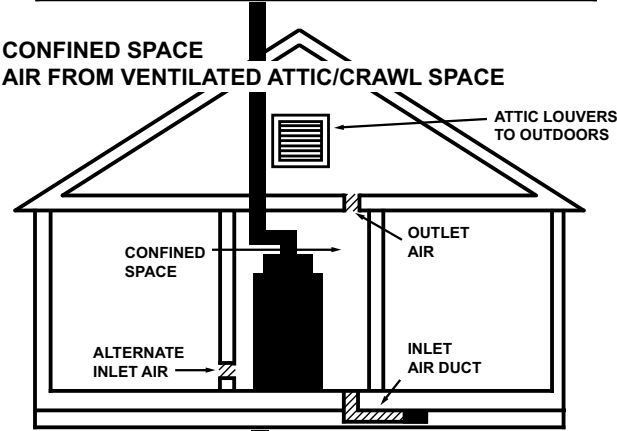 CONFINED SPACE
AIR FROM VENTILATED ATTIC/CRAWL SPACE
ATTIC LOUVERS
TO OUTDOORS
OUTLET
AIR
CONFINED
SPACE
ALTERNATE
INLET AIR
INLET
AIR DUCT